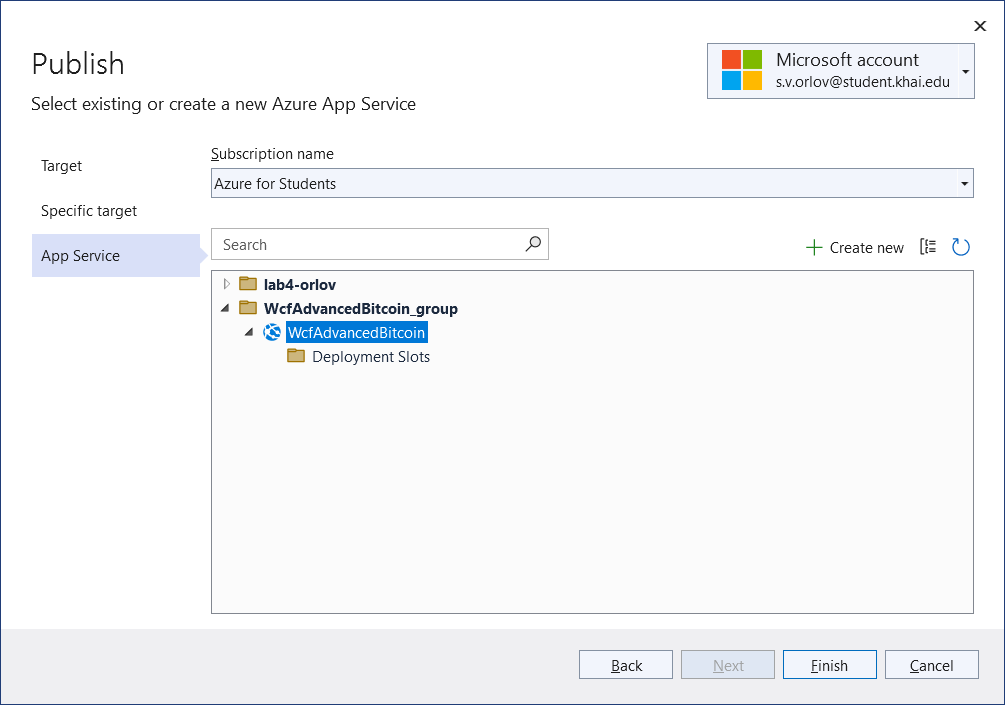 Publish
Select existing or create a new Azure App Service
Microsoft account
s.v.orlov@student.khai.edu
Target
Specific target
App Service
Subscription name
Azure for Students
Search
Create new
lab4-orlov
WcfAdvancedBitcoin_group
WcfAdvancedBitcoin
Deployment Slots
Back
Next
Finish
Cancel